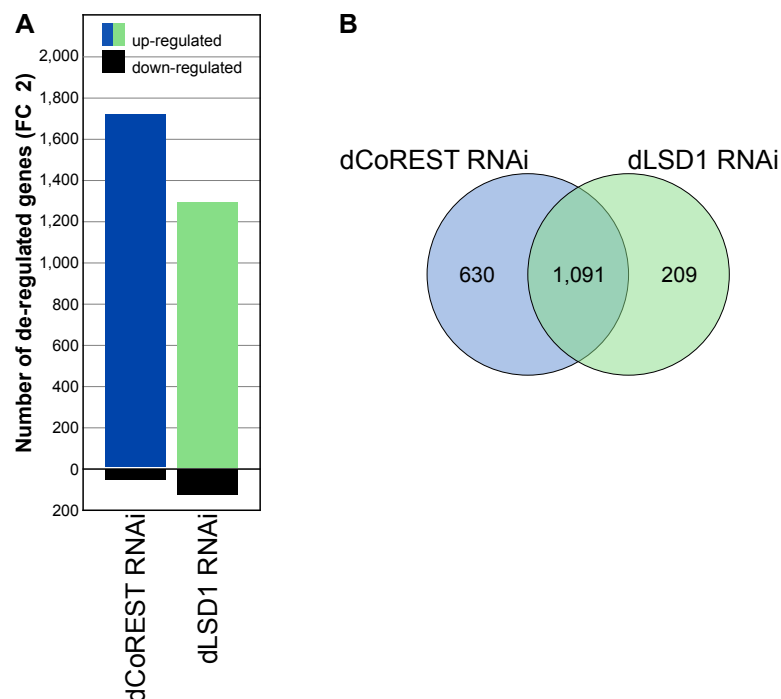 A
up-regulated
down-regulated
Number of de-regulated genes (FC 2)
2,000
1,800
1,600
1,400
1,200
1,000
800
600
400
200
0
200
dCoREST RNAi
dLSD1 RNAi
B
dCoREST RNAi
dLSD1 RNAi
630
1,091
209